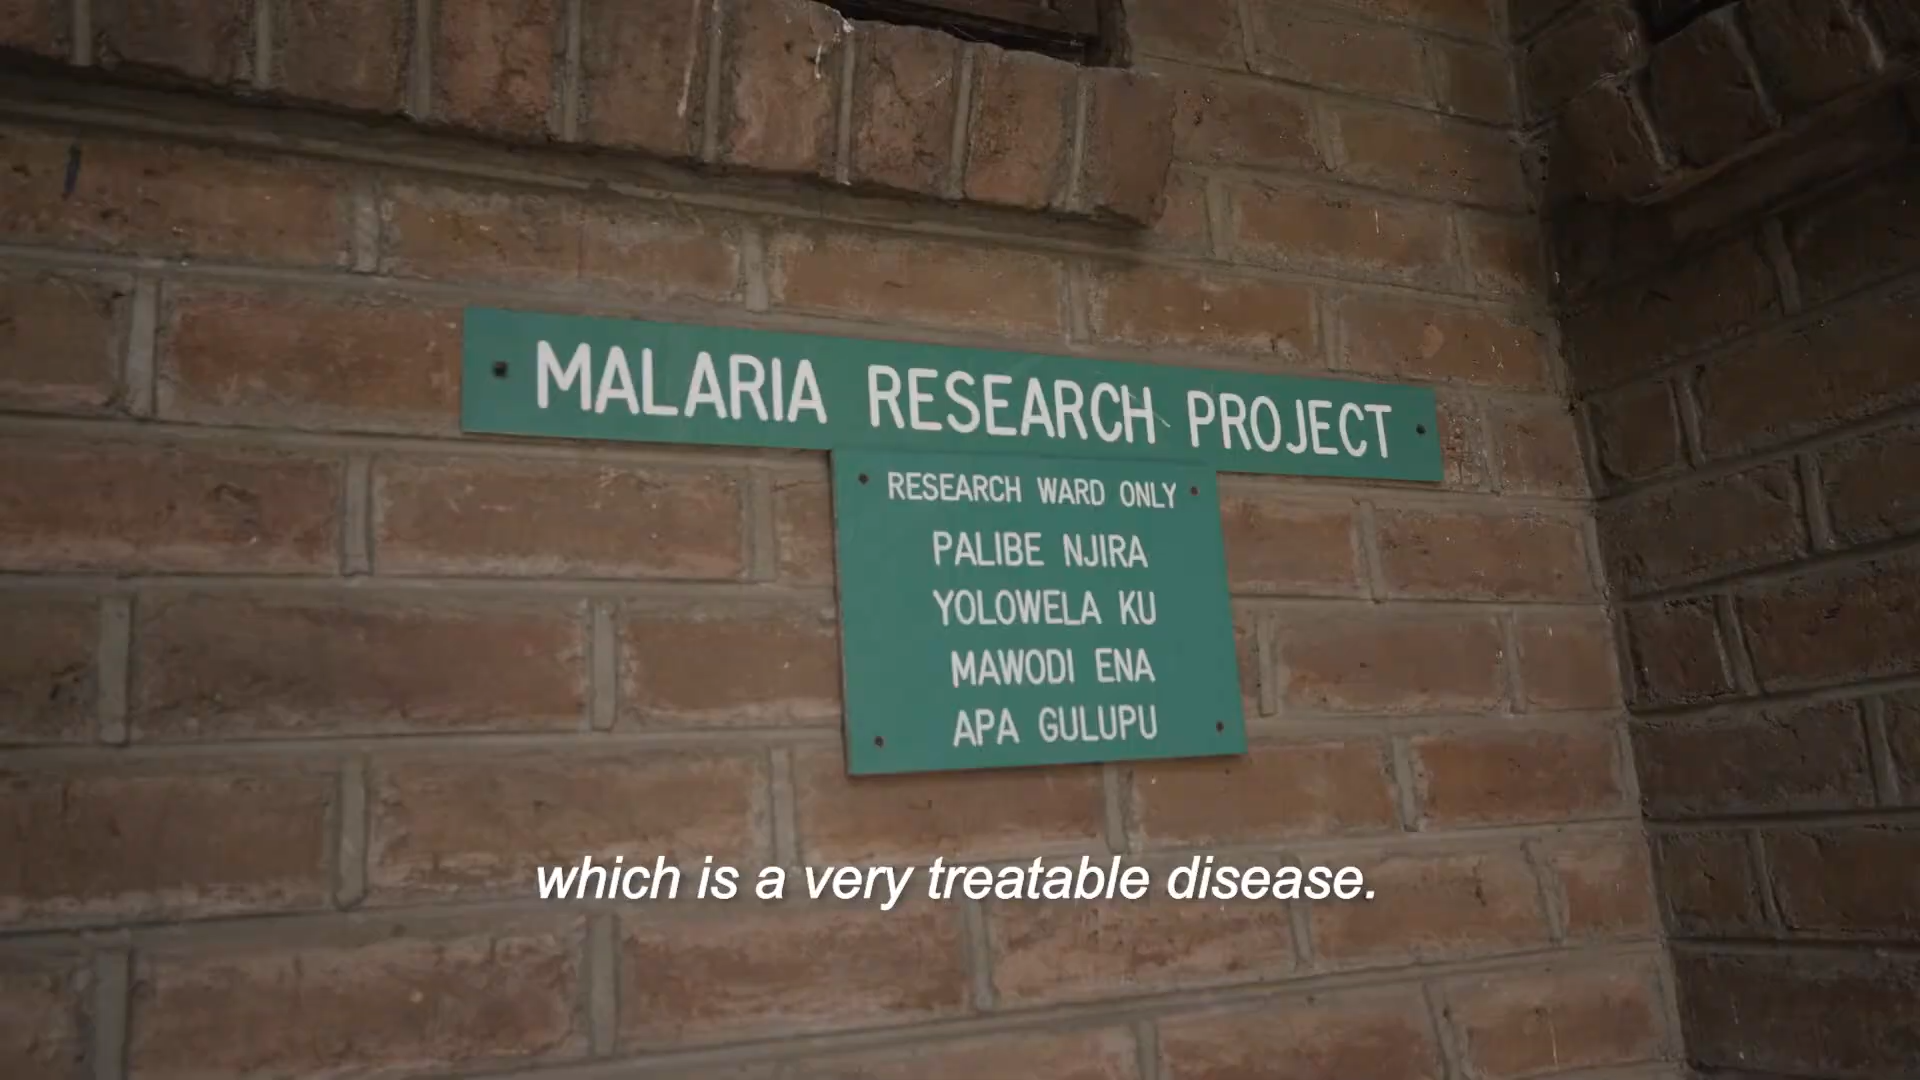 MALARIA RESEARCH PROJECT
RESEARCH WARD ONLY
PALIBE NJIRA
YOLOWELA KU
MAWODI ENA
APA GULUPU
which is a very treatable disease.